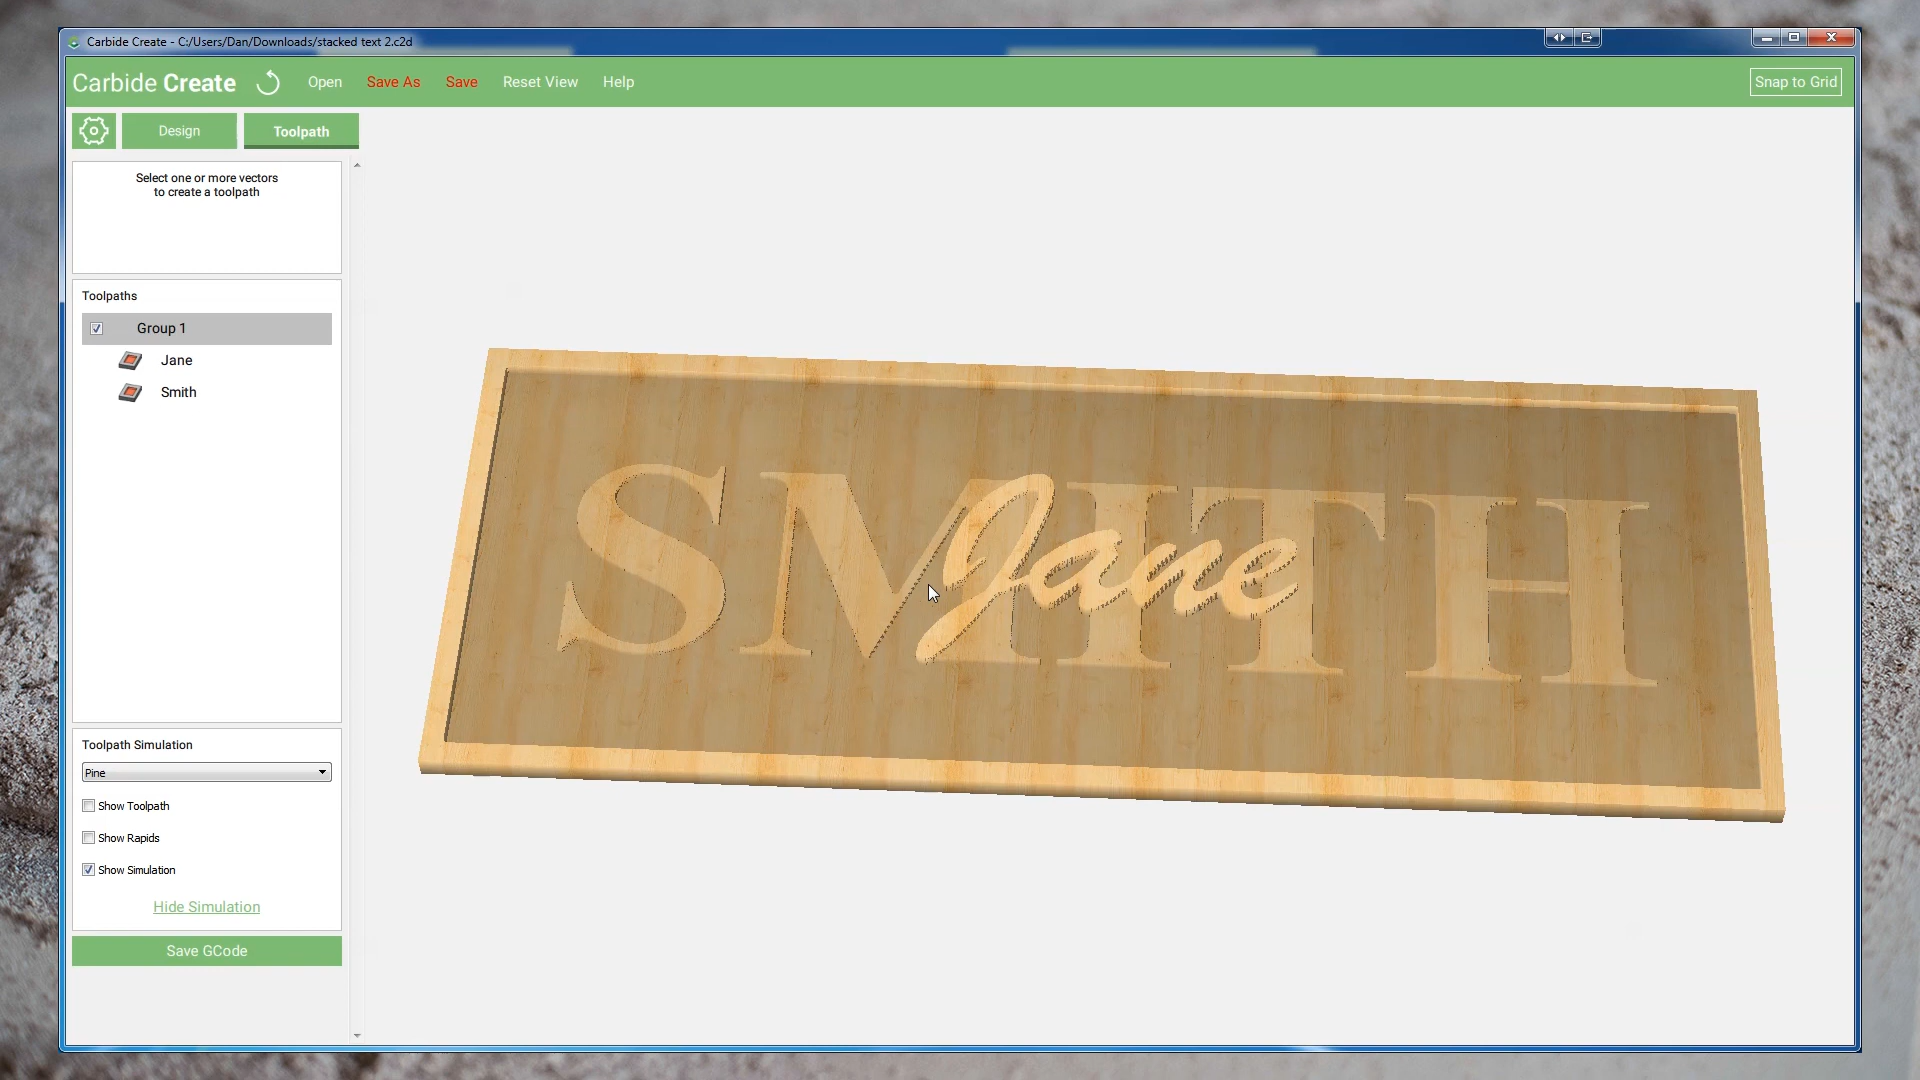 Carbide Create - C:/Users/Dan/Downloads/stacked text 2.c2d
Carbide Create Open Save As Save Reset View Help Snap to Grid
Design Toolpath
Select one or more vectors
to create a toolpath
Toolpaths
Group 1
Jane
Smith
SMITH
Jane
Toolpath Simulation
Pine
Show Toolpath
Show Rapids
Show Simulation
Hide Simulation
Save GCode